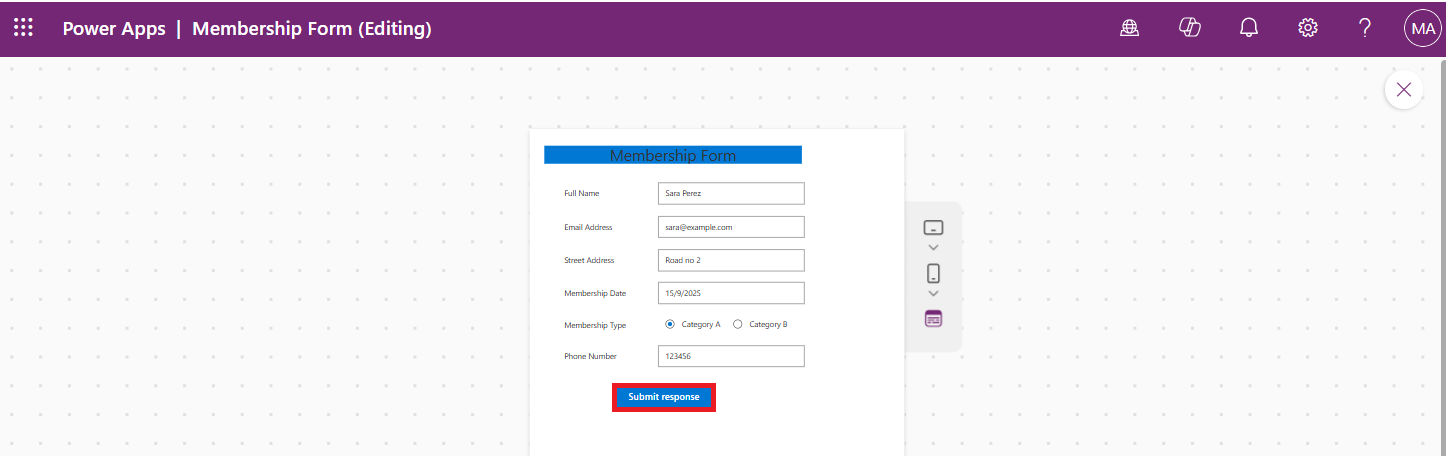 Power Apps | Membership Form (Editing)
MA
Membership Form
Full Name Sara Perez
Email Address sara@example.com
Street Address Road no 2
Membership Date 15/9/2025
Membership Type Category A Category B
Phone Number 123456
Submit response